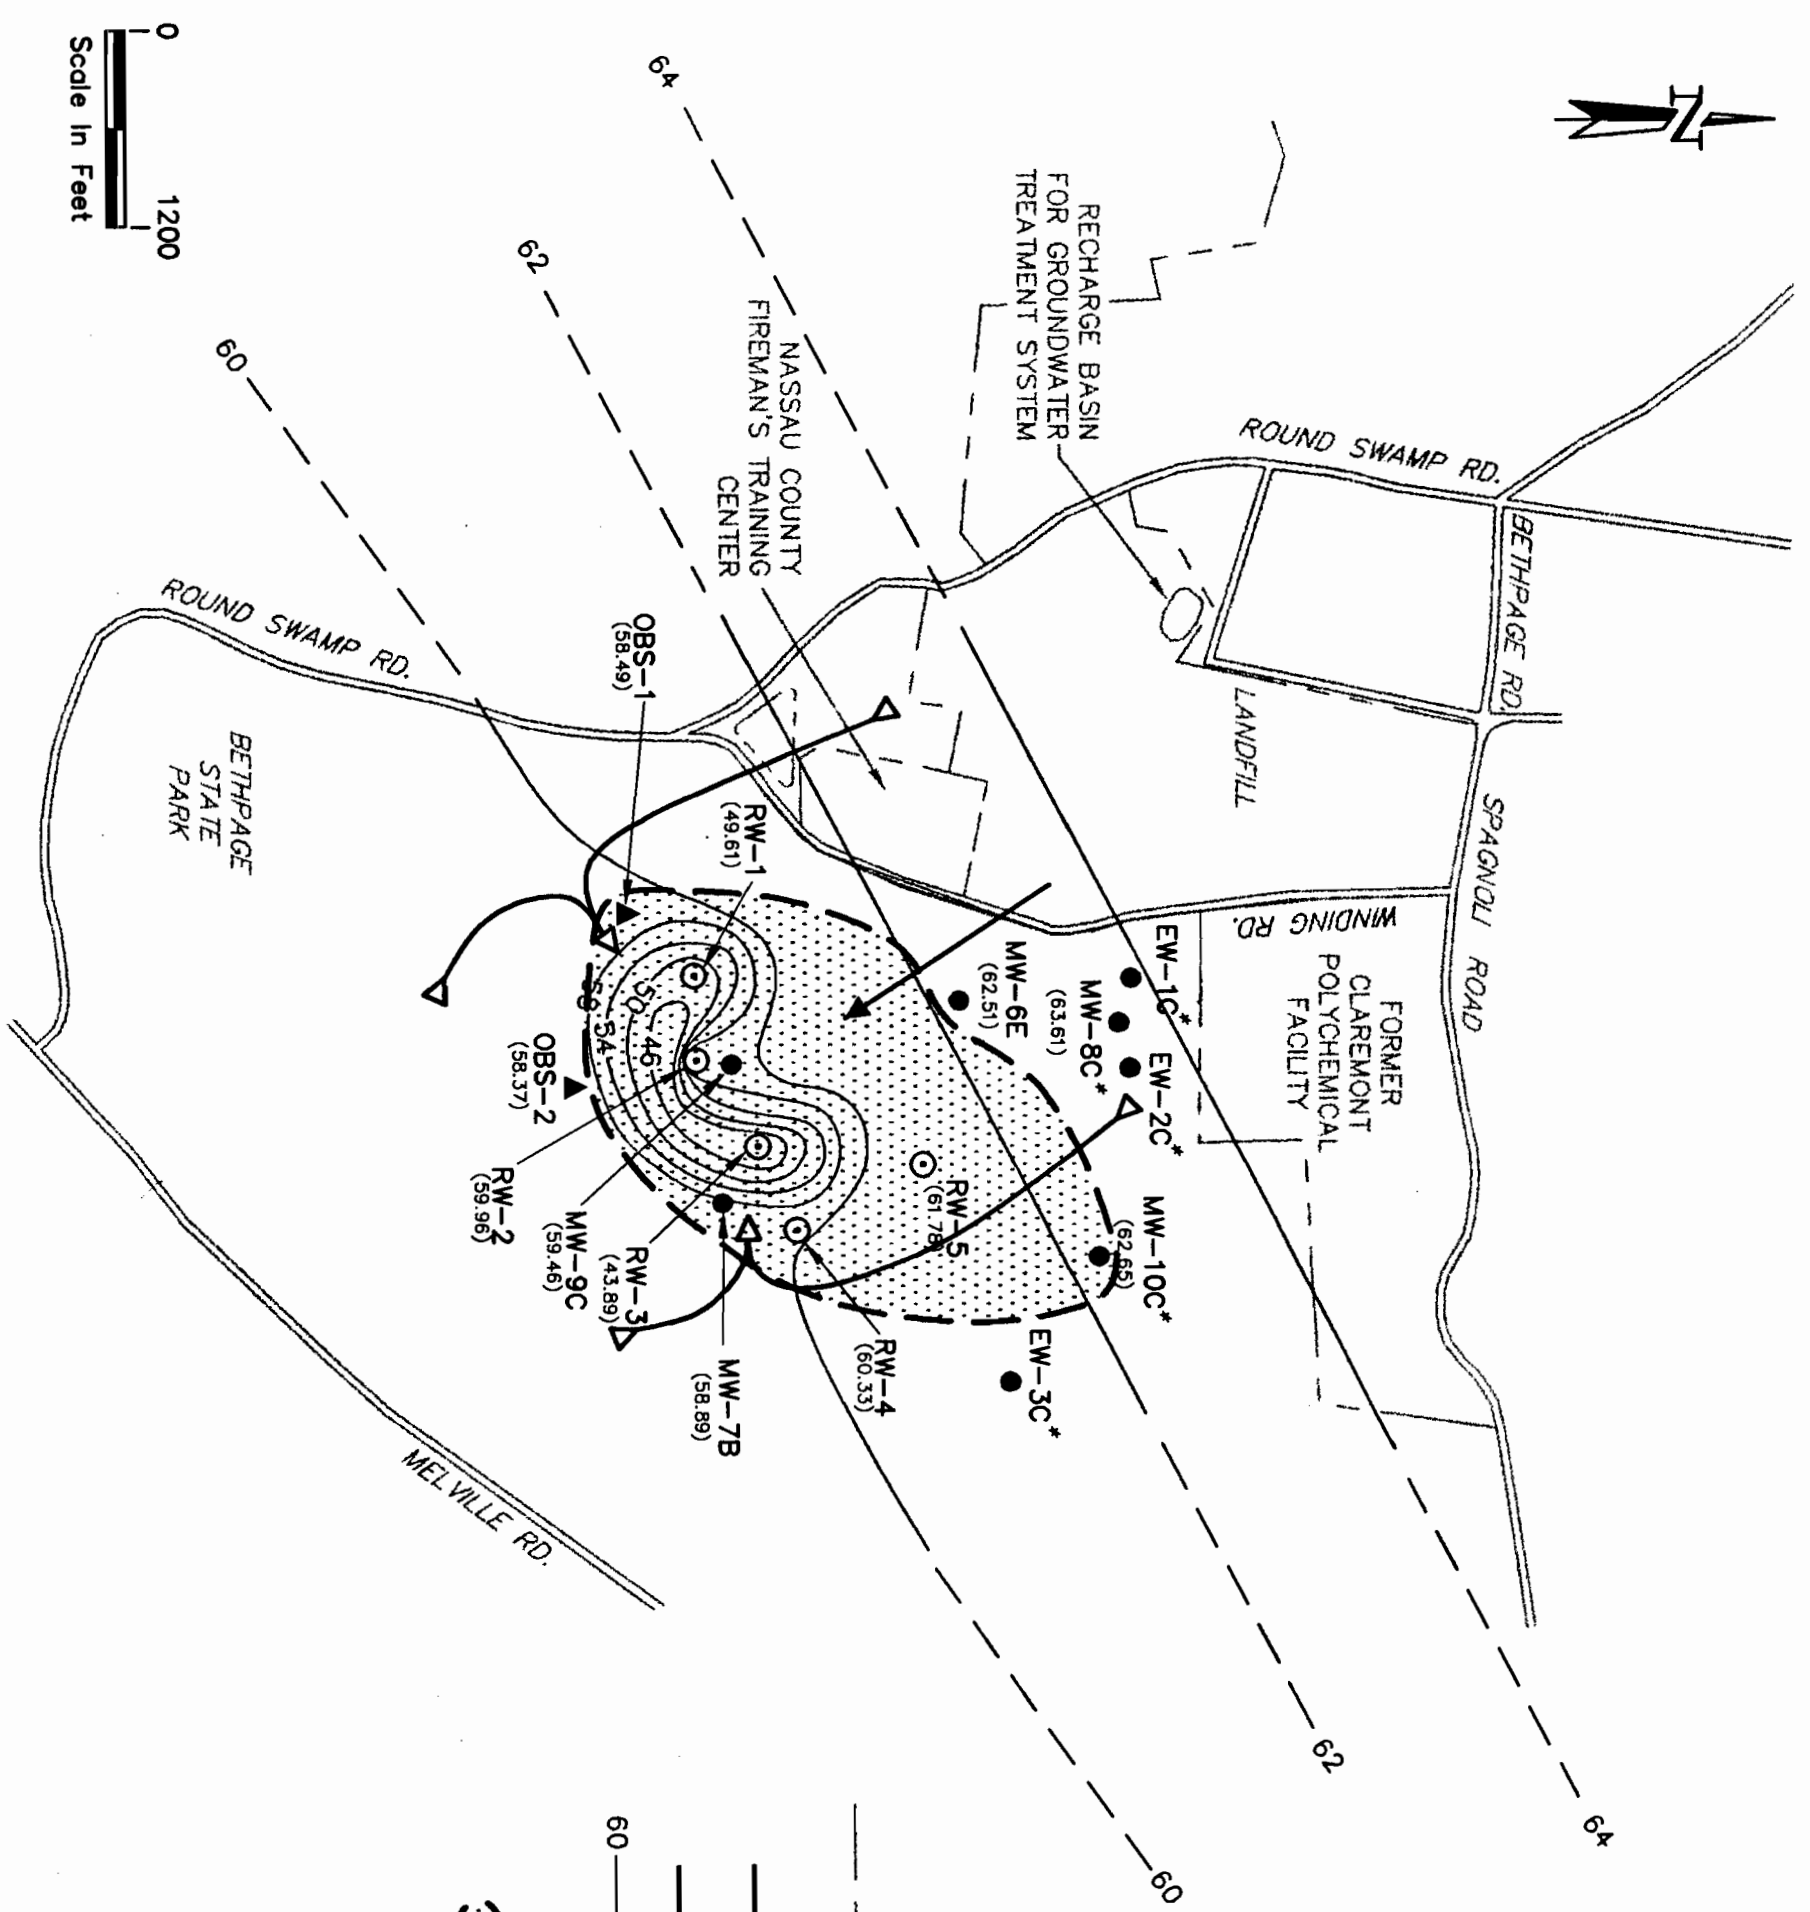 N
0
1200
Scale In Feet
64
62
60
RECHARGE BASIN
FOR GROUNDWATER
TREATMENT SYSTEM
NASSAU COUNTY
FIREMAN'S TRAINING
CENTER
ROUND SWAMP RD.
BETHPAGE RD.
LANDFILL
SPAGNOLI ROAD
WINDING RD.
ROUND SWAMP RD.
BETHPAGE
STATE
PARK
FORMER
CLAREMONT
POLYCHEMICAL
FACILITY
OBS-1
(58.49)
RW-1
(49.61)
EW-1C*
MW-6E
(62.51)
MW-8C*
(63.61)
EW-2C*
58
54
50
46
OBS-2
(58.37)
RW-2
(59.96)
MW-9C
(59.46)
RW-3
(43.89)
RW-5
(61.78)
MW-10C*
(62.65)
RW-4
(60.33)
EW-3C*
MW-7B
(58.89)
MELVILLE RD.
62
64
60
60